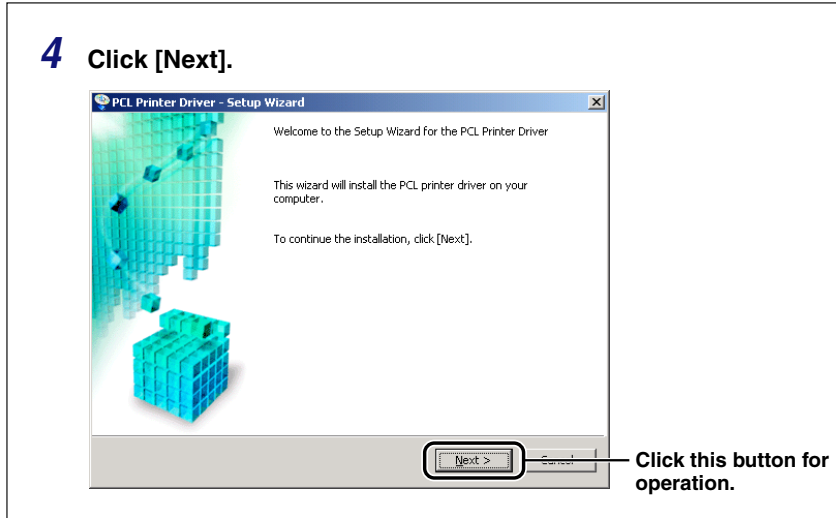 4 Click [Next].
PCL Printer Driver - Setup Wizard
Welcome to the Setup Wizard for the PCL Printer Driver
This wizard will install the PCL printer driver on your
computer.
To continue the installation, click [Next].
Next >
Click this button for
operation.